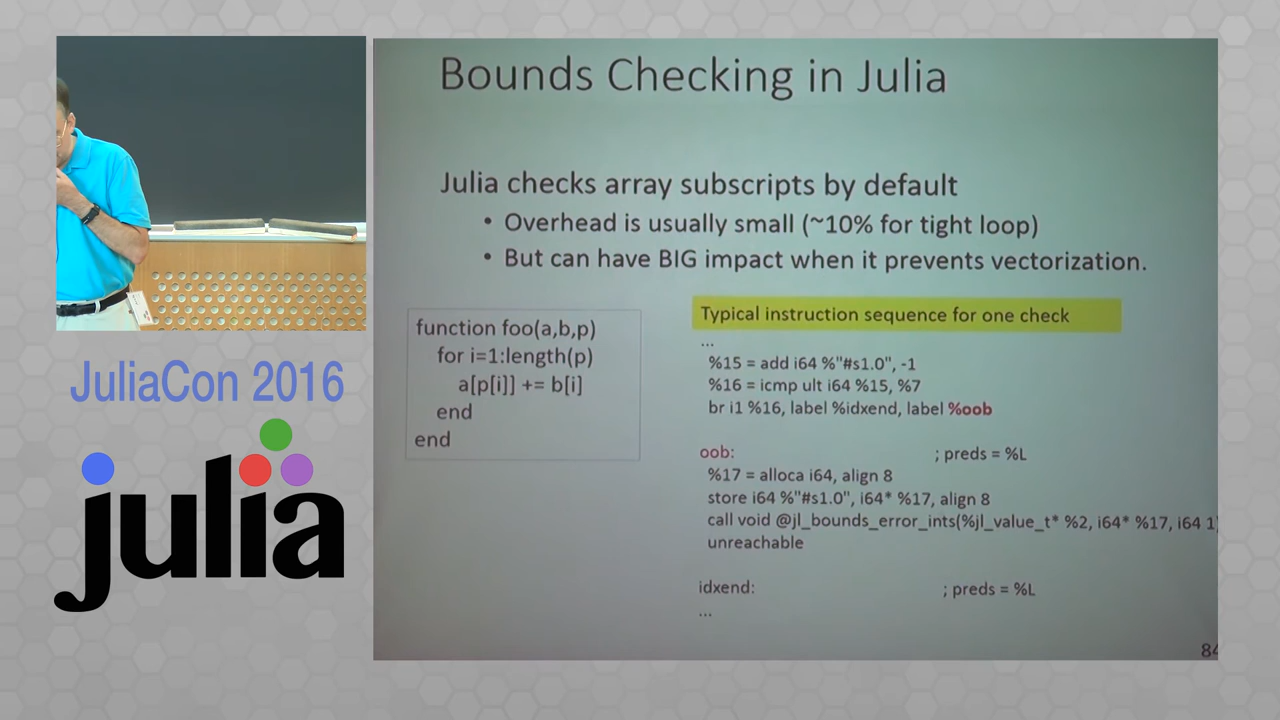 Bounds Checking in Julia
Julia checks array subscripts by default
• Overhead is usually small (~10% for tight loop)
• But can have BIG impact when it prevents vectorization.
function foo(a,b,p)
for i=1:length(p)
a[p[i]] += b[i]
end
end
Typical instruction sequence for one check
...
%15 = add i64 %"#s1.0", -1
%16 = icmp ult i64 %15, %7
br i1 %16, label %idxend, label %oob
oob: ; preds = %L
%17 = alloca i64, align 8
store i64 %"#s1.0", i64* %17, align 8
call void @jl_bounds_error_ints(%jl_value_t* %2, i64* %17, i64 1)
unreachable
idxend: ; preds = %L
...
84
JuliaCon 2016
julia